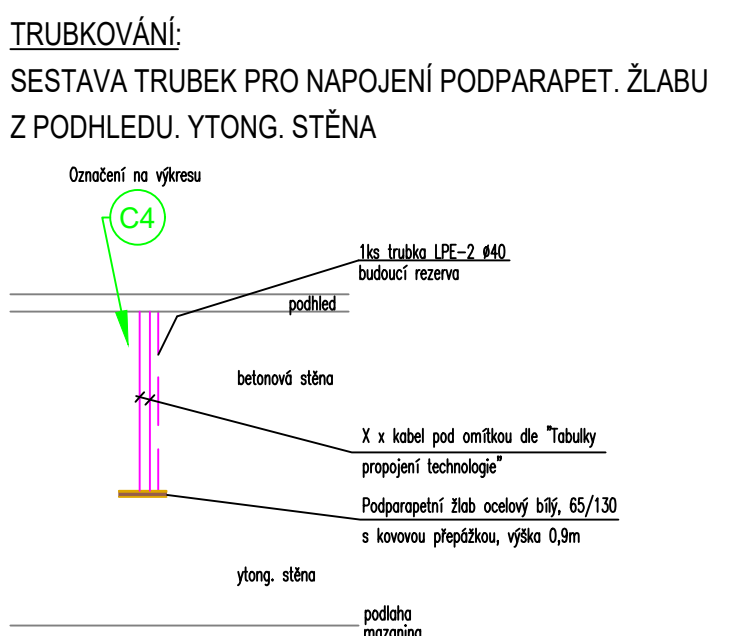 TRUBKOVÁNÍ:
SESTAVA TRUBEK PRO NAPOJENÍ PODPARAPET. ŽLABU
Z PODHLEDU. YTONG. STĚNA
Označení na výkresu
C4
1ks trubka LPE-2 Ø40
budoucí rezerva
podhled
betonová stěna
X x kabel pod omítkou dle "Tabulky
propojení technologie"
Podparapetní žlab ocelový bílý, 65/130
s kovovou přepážkou, výška 0,9m
ytong. stěna
podlaha
mazanina